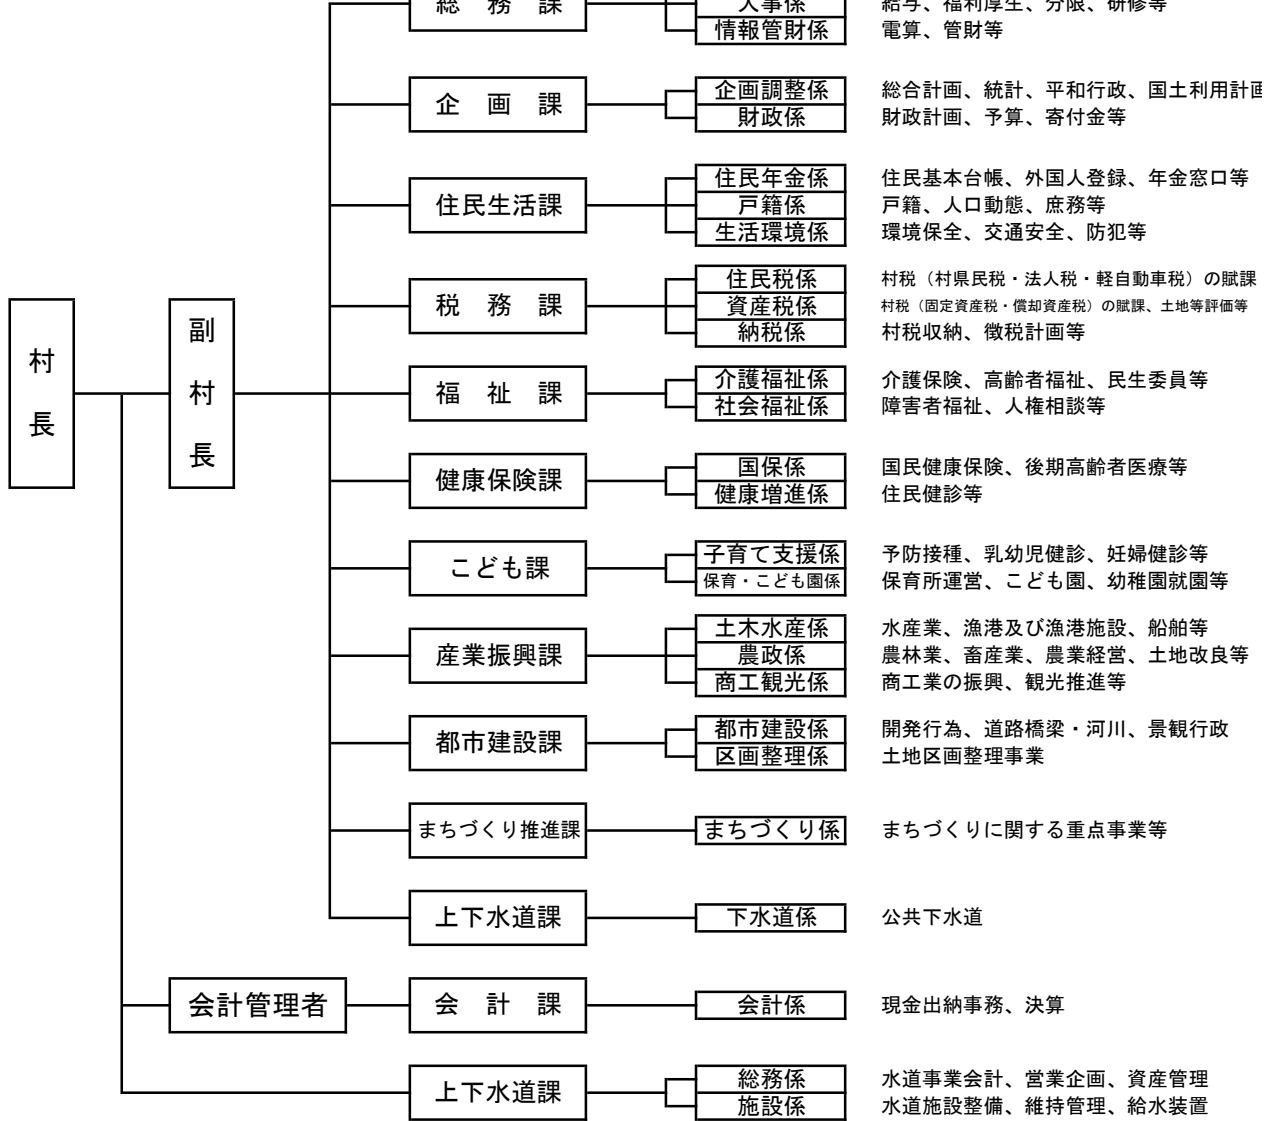 総務課
人事係 給与、福利厚生、分限、研修等
情報管財係 電算、管財等
企画課
企画調整係 総合計画、統計、平和行政、国土利用計画
財政係 財政計画、予算、寄付金等
住民生活課
住民年金係 住民基本台帳、外国人登録、年金窓口等
戸籍係 戸籍、人口動態、庶務等
生活環境係 環境保全、交通安全、防犯等
税務課
住民税係 村税（村県民税・法人税・軽自動車税）の賦課
資産税係 村税（固定資産税・償却資産税）の賦課、土地等評価等
納税係 村税収納、徴税計画等
村長
副村長
福祉課
介護福祉係 介護保険、高齢者福祉、民生委員等
社会福祉係 障害者福祉、人権相談等
健康保険課
国保係 国民健康保険、後期高齢者医療等
健康増進係 住民健診等
こども課
子育て支援係 予防接種、乳幼児健診、妊婦健診等
保育・こども園係 保育所運営、こども園、幼稚園就園等
産業振興課
土木水産係 水産業、漁港及び漁港施設、船舶等
農政係 農林業、畜産業、農業経営、土地改良等
商工観光係 商工業の振興、観光推進等
都市建設課
都市建設係 開発行為、道路橋梁・河川、景観行政
区画整理係 土地区画整理事業
まちづくり推進課
まちづくり係 まちづくりに関する重点事業等
上下水道課
下水道係 公共下水道
会計管理者
会計課
会計係 現金出納事務、決算
上下水道課
総務係 水道事業会計、営業企画、資産管理
施設係 水道施設整備、維持管理、給水装置